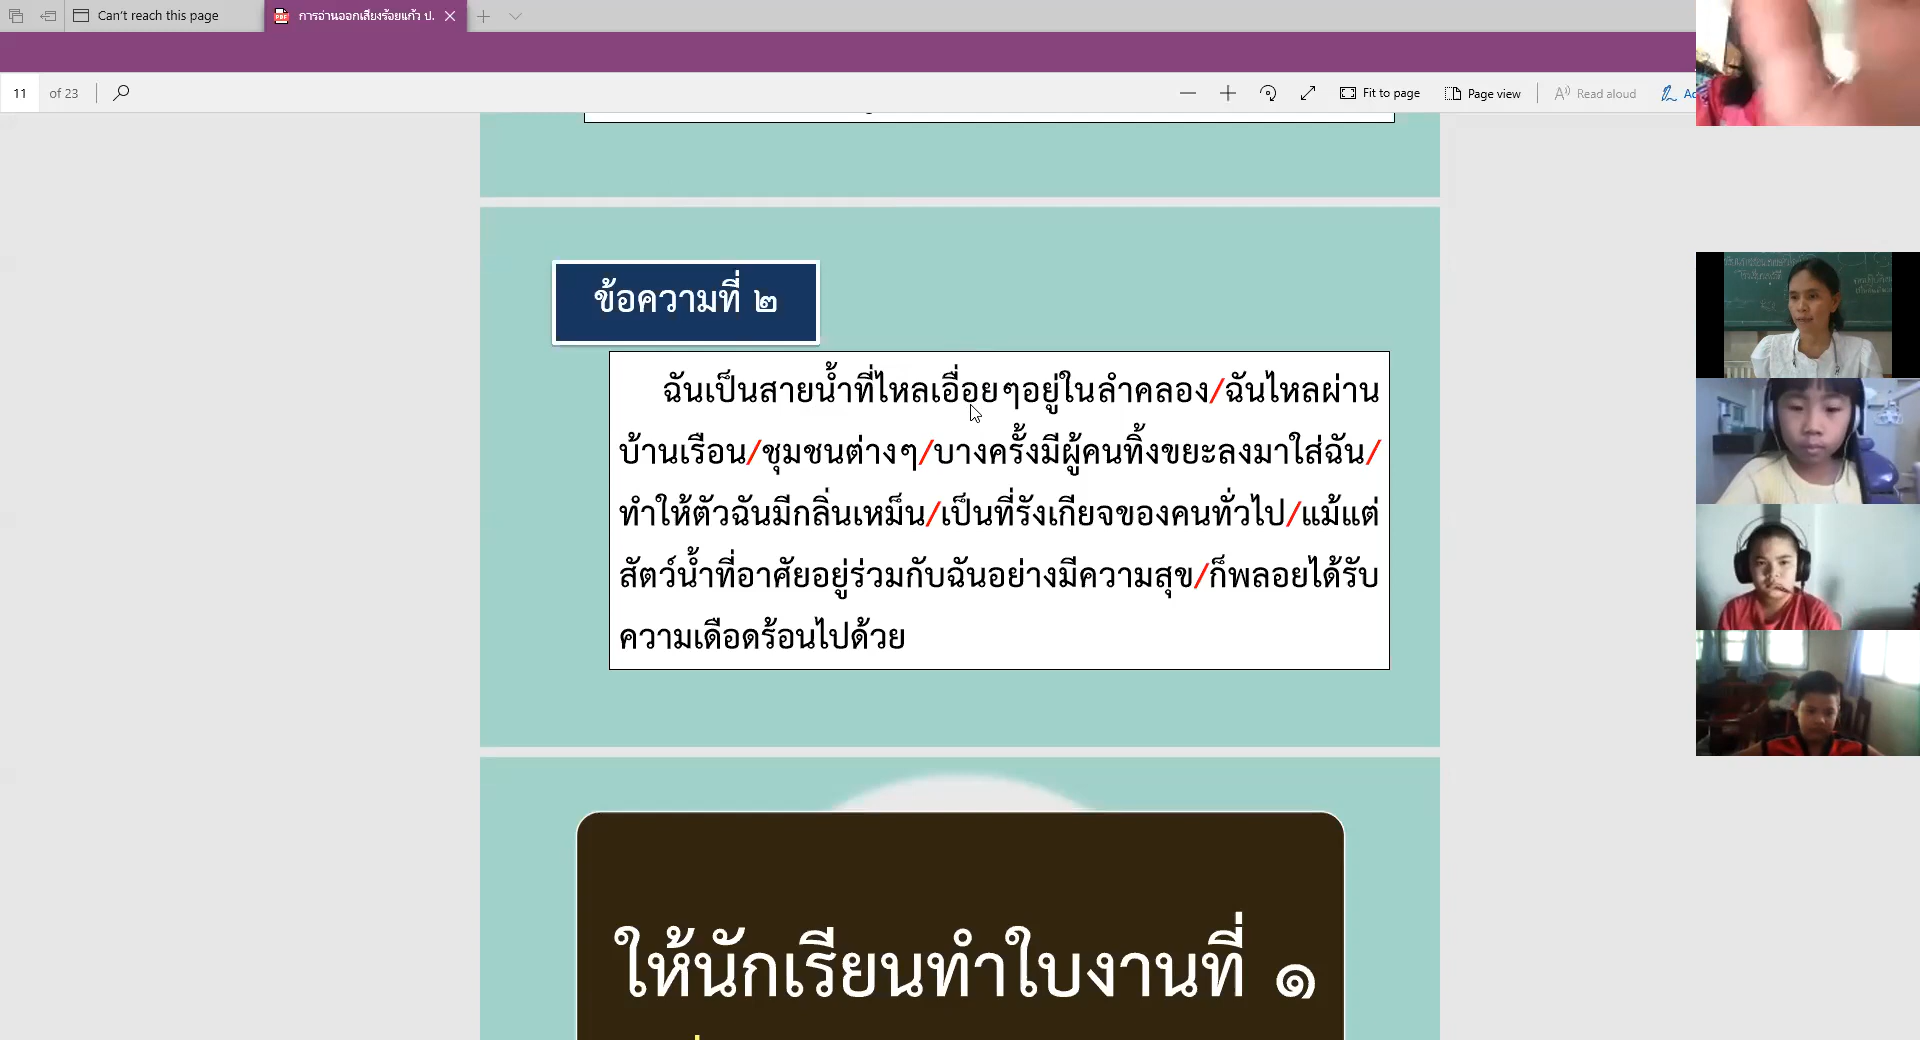 Can't reach this page
การอ่านออกเสียงร้อยแก้ว ป.
11 of 23
Fit to page
Page view
Read aloud
ข้อความที่ ๒
ฉันเป็นสายน้ำที่ไหลเอื่อยๆอยู่ในลำคลอง/ฉันไหลผ่าน
บ้านเรือน/ชุมชนต่างๆ/บางครั้งมีผู้คนทิ้งขยะลงมาใส่ฉัน/
ทำให้ตัวฉันมีกลิ่นเหม็น/เป็นที่รังเกียจของคนทั่วไป/แม้แต่
สัตว์น้ำที่อาศัยอยู่ร่วมกับฉันอย่างมีความสุข/ก็พลอยได้รับ
ความเดือดร้อนไปด้วย
ให้นักเรียนทำใบงานที่ ๑